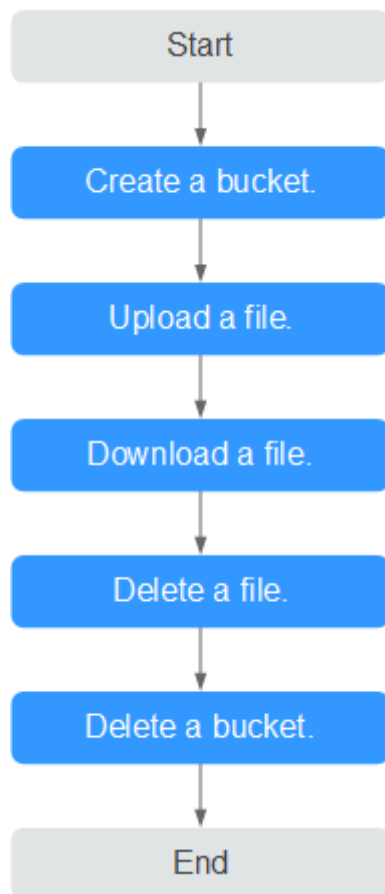 Start
Create a bucket.
Upload a file.
Download a file.
Delete a file.
Delete a bucket.
End